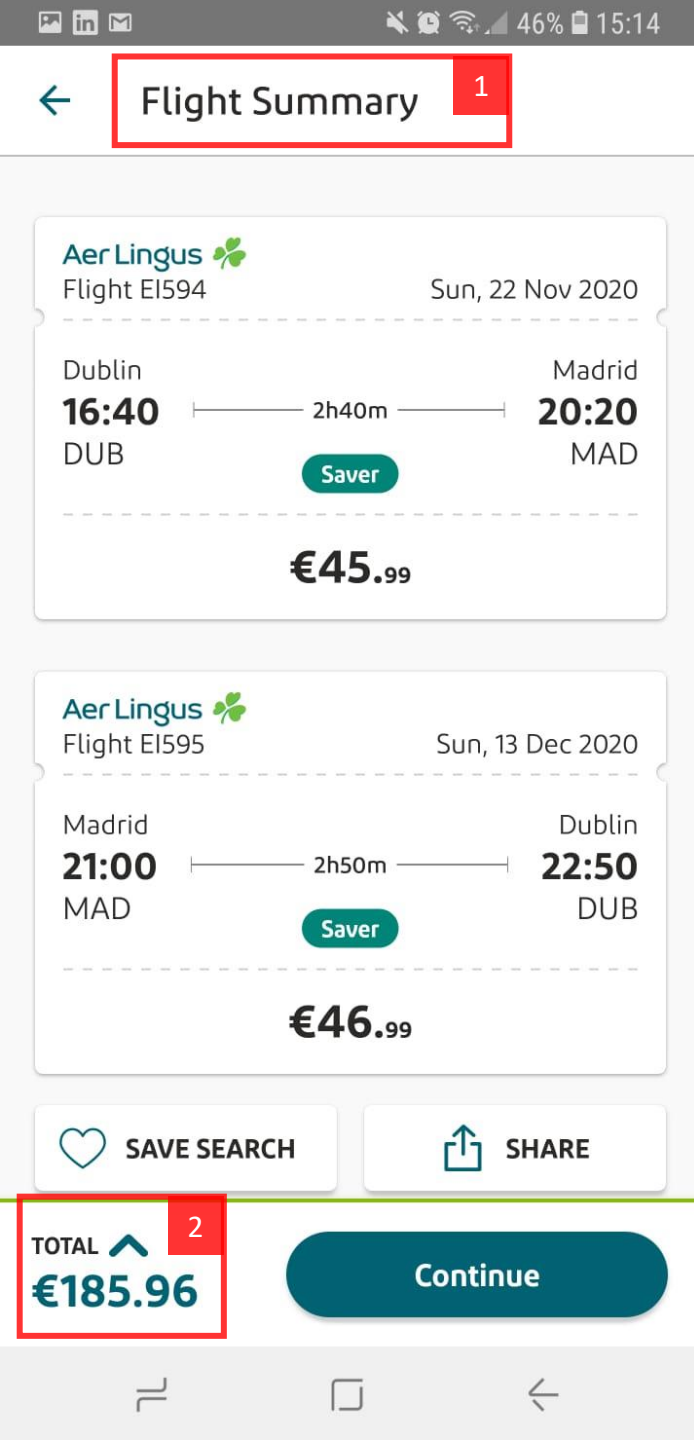 46% 15:14
Flight Summary 1
Aer Lingus
Flight EI594 Sun, 22 Nov 2020
Dublin Madrid
16:40 2h40m 20:20
DUB MAD
Saver
€45.99
Aer Lingus
Flight EI595 Sun, 13 Dec 2020
Madrid Dublin
21:00 2h50m 22:50
MAD DUB
Saver
€46.99
SAVE SEARCH SHARE
TOTAL 2
€185.96 Continue